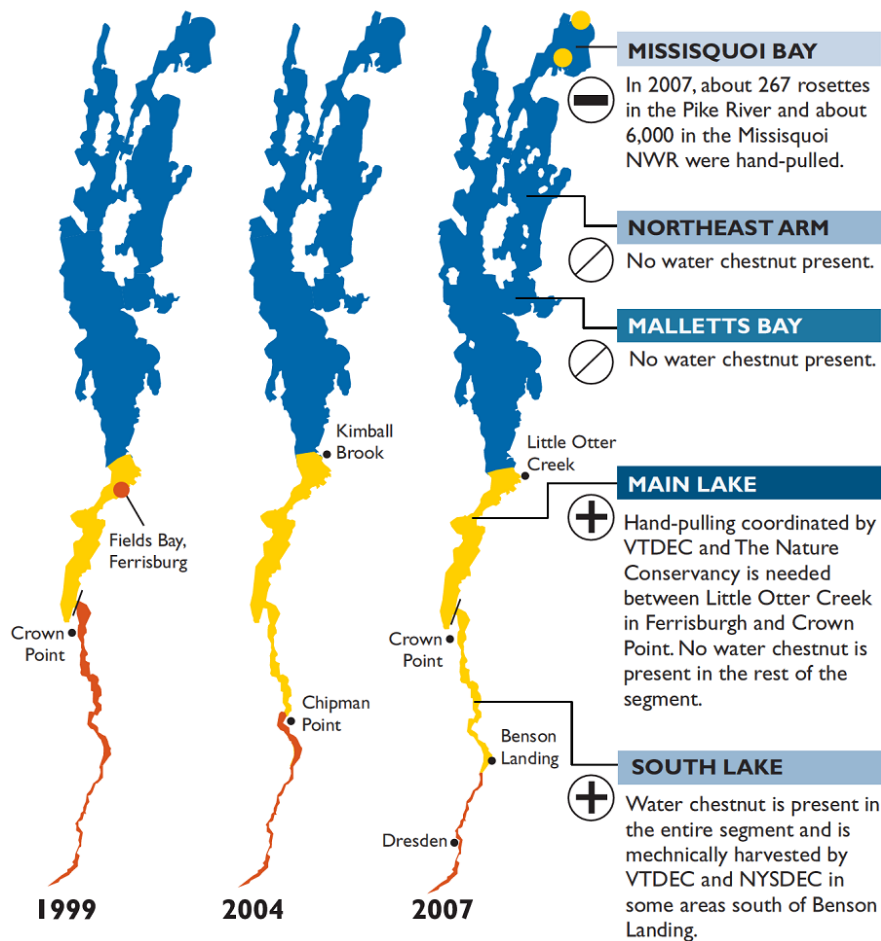 MISSISQUOI BAY
In 2007, about 267 rosettes
in the Pike River and about
6,000 in the Missisquoi
NWR were hand-pulled.
NORTHEAST ARM
No water chestnut present.
MALLETTS BAY
No water chestnut present.
Kimball
Brook
Little Otter
Creek
MAIN LAKE
Hand-pulling coordinated by
VTDEC and The Nature
Conservancy is needed
between Little Otter Creek
in Ferrisburgh and Crown
Point. No water chestnut is
present in the rest of the
segment.
Fields Bay,
Ferrisburg
Crown
Point
Crown
Point
Chipman
Point
Benson
Landing
SOUTH LAKE
Water chestnut is present in
the entire segment and is
mechnically harvested by
VTDEC and NYSDEC in
some areas south of Benson
Landing.
Dresden
1999
2004
2007